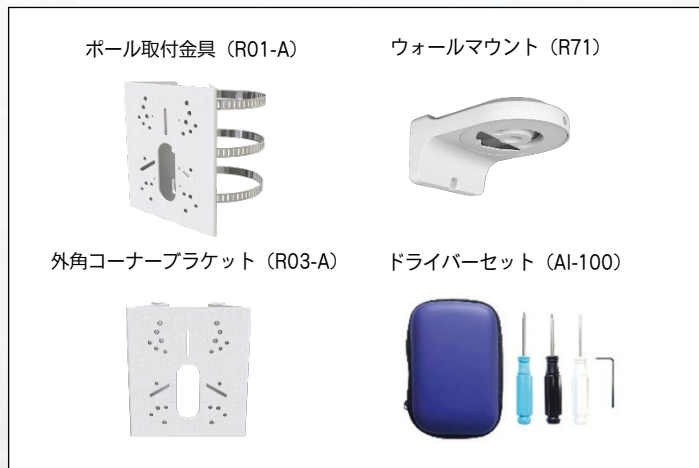 ポール取付金具（R01-A）
ウォールマウント（R71）
外角コーナーブラケット（R03-A）
ドライバーセット（AI-100）